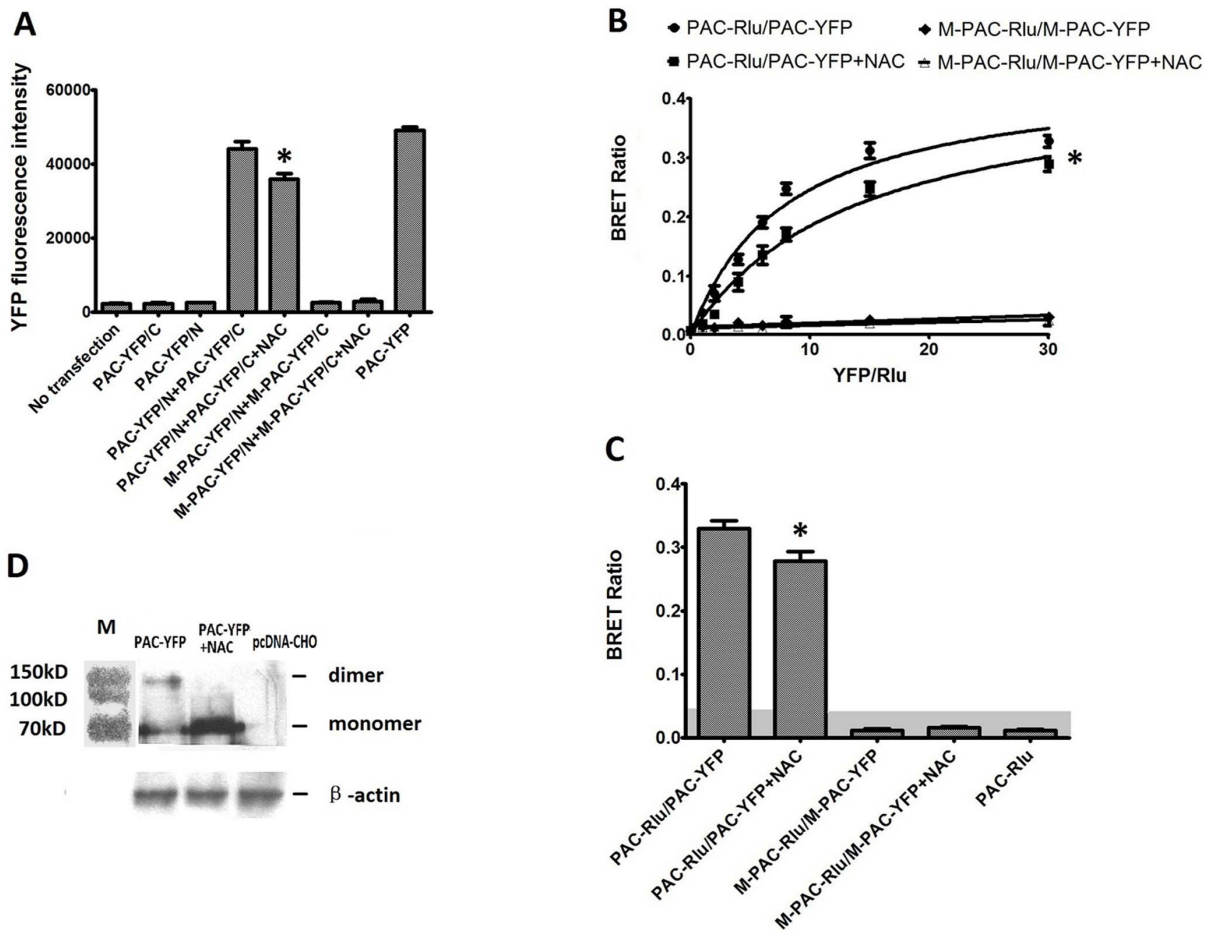 A
YFP fluorescence intensity
60000
40000
20000
0
*
No transfection
PAC-YFP/C
PAC-YFP/N
PAC-YFP/N+PAC-YFP/C
PAC-YFP/N+PAC-YFP/C+NAC
M-PAC-YFP/N+M-PAC-YFP/C
M-PAC-YFP/N+M-PAC-YFP/C+NAC
PAC-YFP
B
PAC-Rlu/PAC-YFP
M-PAC-Rlu/M-PAC-YFP
PAC-Rlu/PAC-YFP+NAC
M-PAC-Rlu/M-PAC-YFP+NAC
BRET Ratio
0.4
0.3
0.2
0.1
0.0
*
0 10 20 30
YFP/Rlu
C
BRET Ratio
0.4
0.3
0.2
0.1
0.0
*
PAC-Rlu/PAC-YFP
PAC-Rlu/PAC-YFP+NAC
M-PAC-Rlu/M-PAC-YFP
M-PAC-Rlu/M-PAC-YFP+NAC
PAC-Rlu
D
M
PAC-YFP
PAC-YFP
+NAC
pcDNA-CHO
150kD
100kD
70kD
– dimer
– monomer
– β-actin